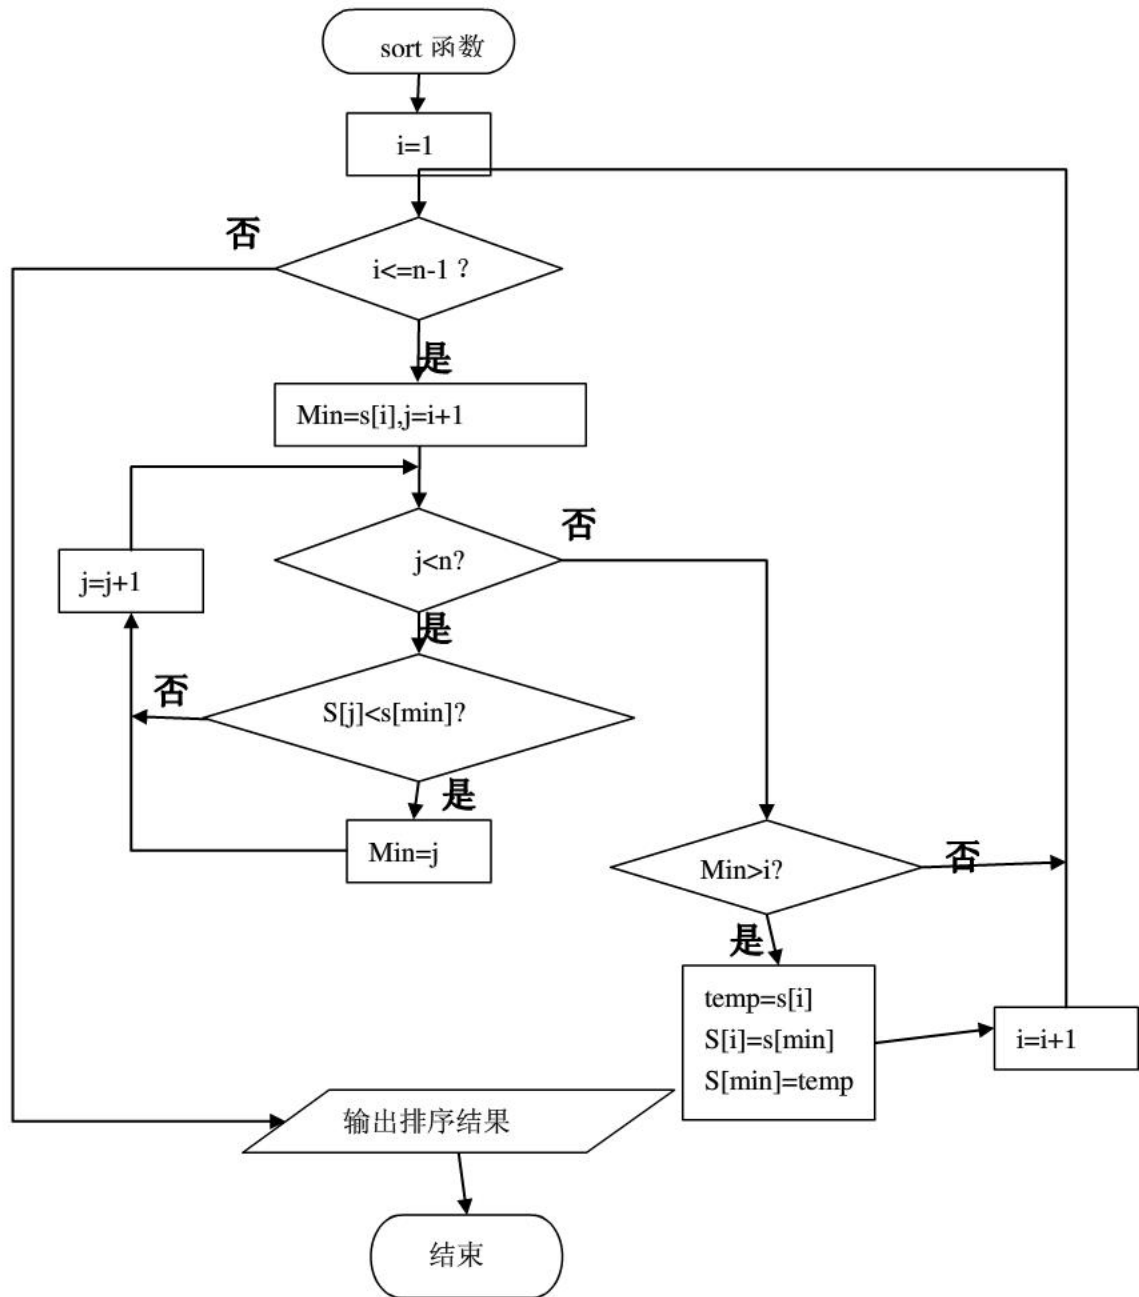 sort 函数
i=1
否
i<=n-1 ?
是
Min=s[i],j=i+1
否
j<n?
j=j+1
是
否
S[j]<s[min]?
是
Min=j
Min>i?
否
是
temp=s[i]
S[i]=s[min]
S[min]=temp
i=i+1
输出排序结果
结束